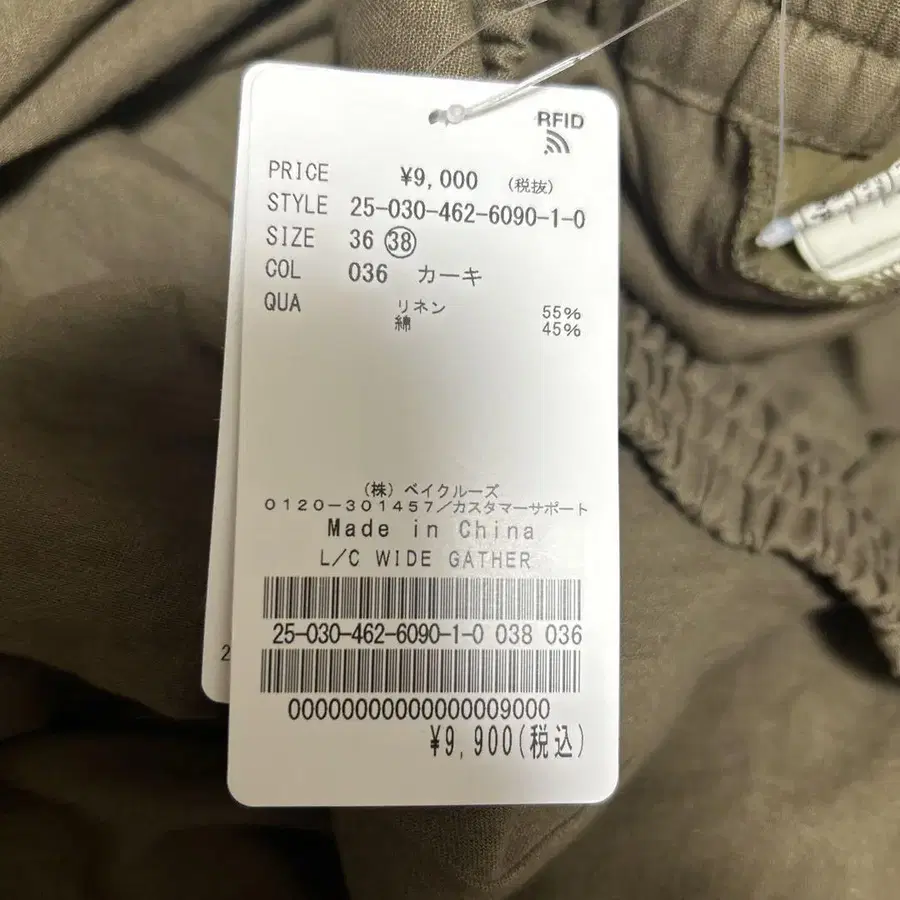 RFID
PRICE ¥9,000 (税抜)
STYLE 25-030-462-6090-1-0
SIZE 36 38
COL 036 カーキ
QUA リネン 55%
綿 45%
(株)ベイクルーズ
0120-301457/カスタマーサポート
Made in China
L/C WIDE GATHER
25-030-462-6090-1-0 038 036
00000000000000009000
¥9,900(税込)
2